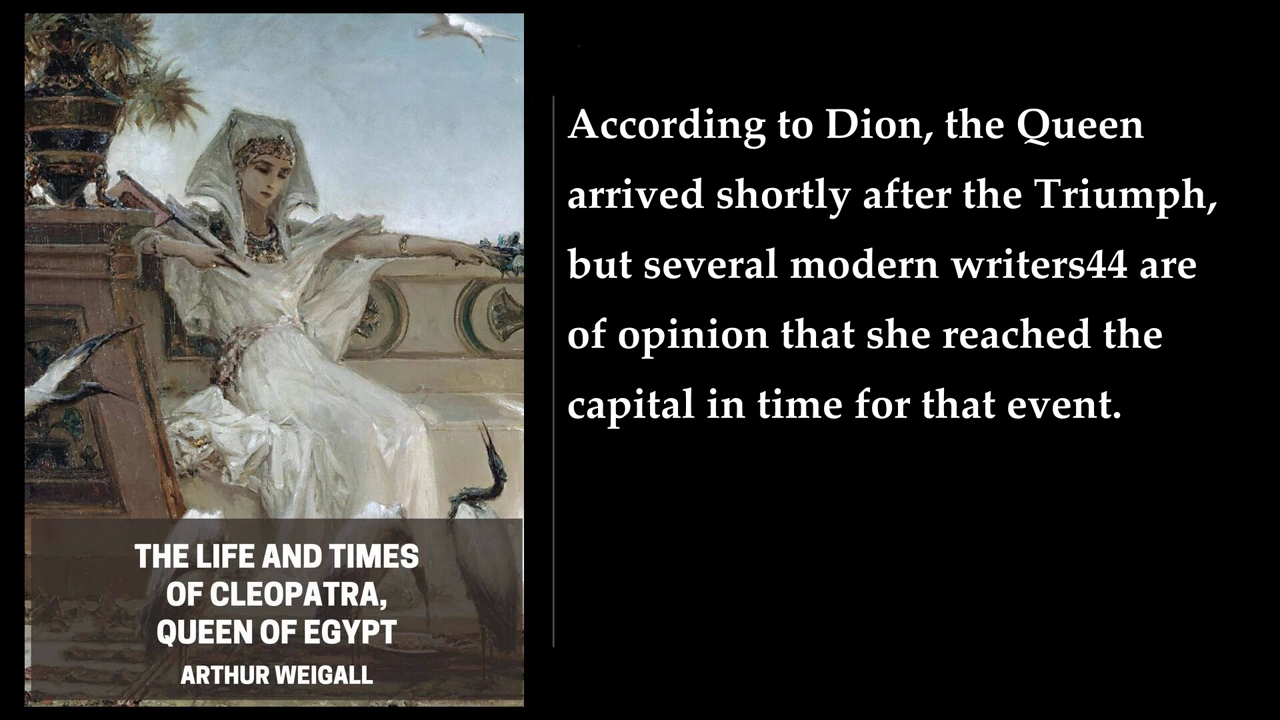 THE LIFE AND TIMES
OF CLEOPATRA,
QUEEN OF EGYPT
ARTHUR WEIGALL
According to Dion, the Queen
arrived shortly after the Triumph,
but several modern writers44 are
of opinion that she reached the
capital in time for that event.